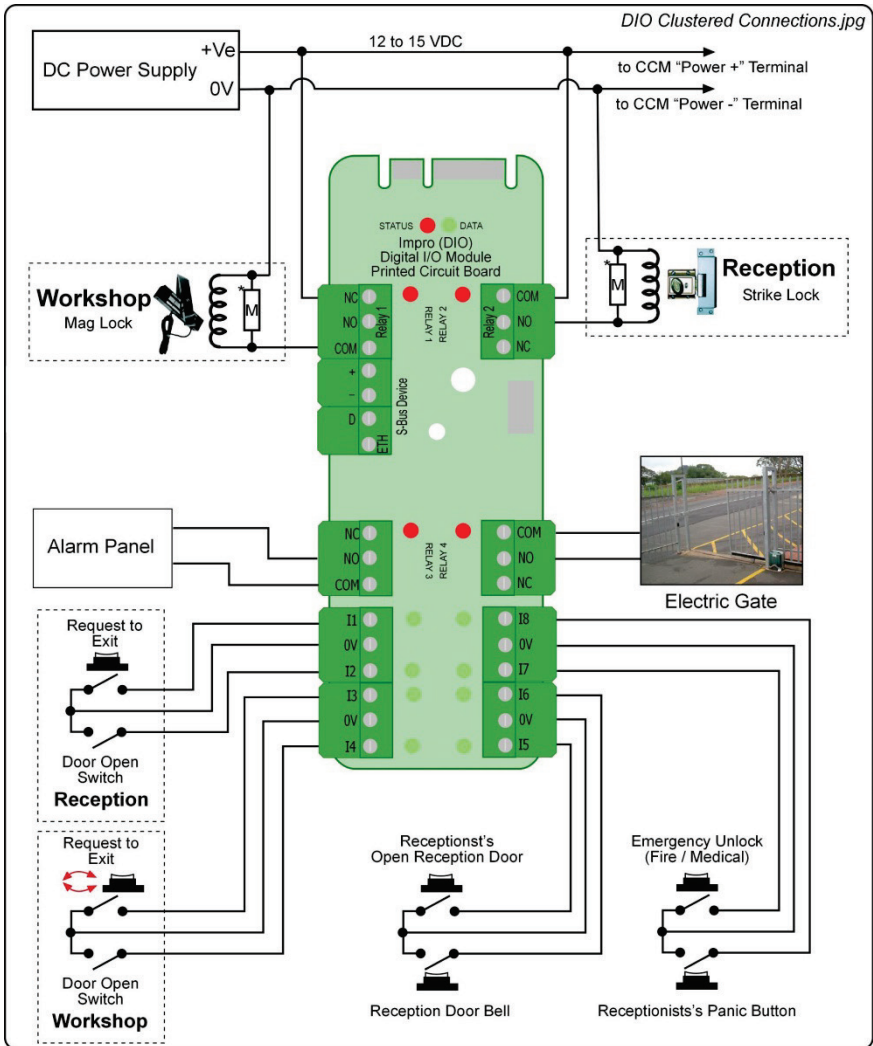 DIO Clustered Connections.jpg
DC Power Supply
+Ve
0V
12 to 15 VDC
to CCM “Power +” Terminal
to CCM “Power -” Terminal
STATUS DATA
Impro (DIO)
Digital I/O Module
Printed Circuit Board
Workshop
Mag Lock
*
M
NC
NO
COM
Relay 1
RELAY 1
RELAY 2
Relay 2
COM
NO
NC
*
M
Reception
Strike Lock
+
–
D
ETH
S-Bus Device
Alarm Panel
NC
NO
COM
RELAY 3
RELAY 4
COM
NO
NC
Electric Gate
I1
0V
I2
I3
0V
I4
I8
0V
I7
I6
0V
I5
Request to
Exit
Door Open
Switch
Reception
Request to
Exit
Door Open
Switch
Workshop
Receptionst's
Open Reception Door
Reception Door Bell
Emergency Unlock
(Fire / Medical)
Receptionists's Panic Button